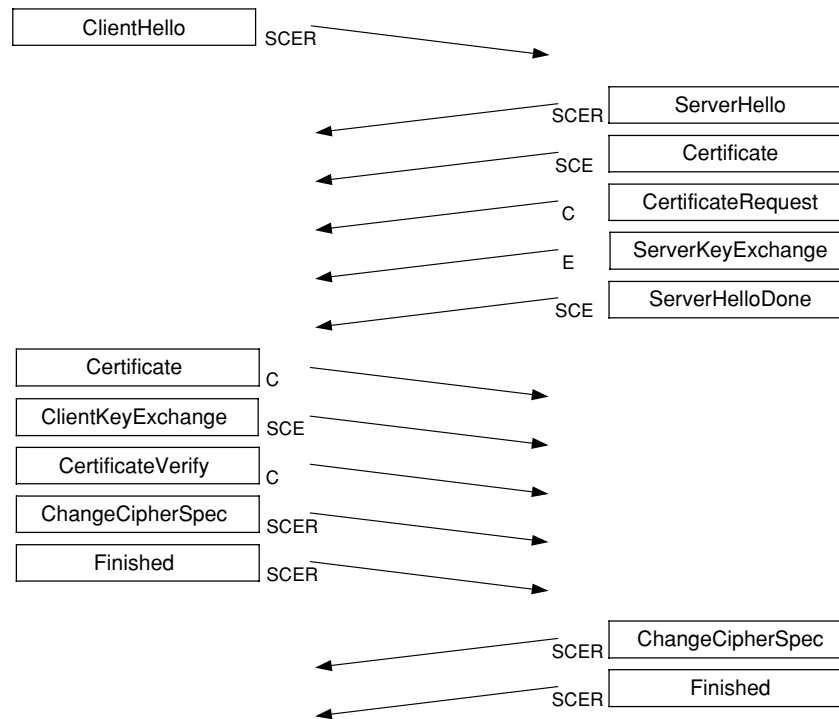 ClientHello
SCER
SCER
ServerHello
SCE
Certificate
C
CertificateRequest
E
ServerKeyExchange
SCE
ServerHelloDone
Certificate
C
ClientKeyExchange
SCE
CertificateVerify
C
ChangeCipherSpec
SCER
Finished
SCER
SCER
ChangeCipherSpec
SCER
Finished